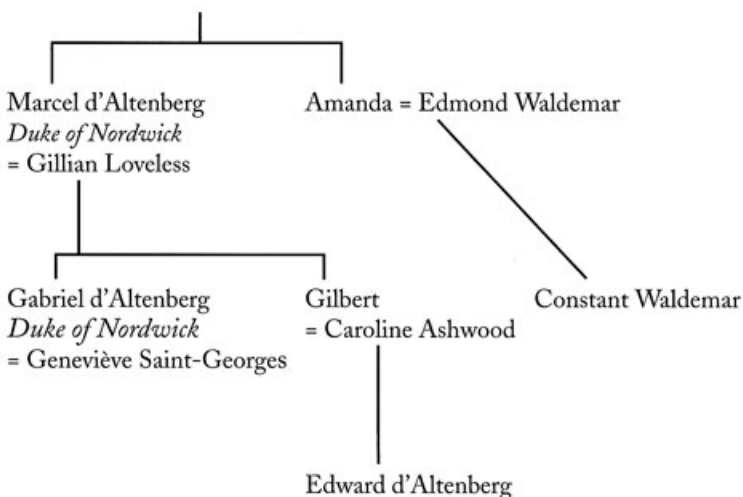 Marcel d'Altenberg
Duke of Nordwick
= Gillian Loveless
Amanda = Edmond Waldemar
Gabriel d'Altenberg
Duke of Nordwick
= Geneviève Saint-Georges
Gilbert
= Caroline Ashwood
Constant Waldemar
Edward d'Altenberg